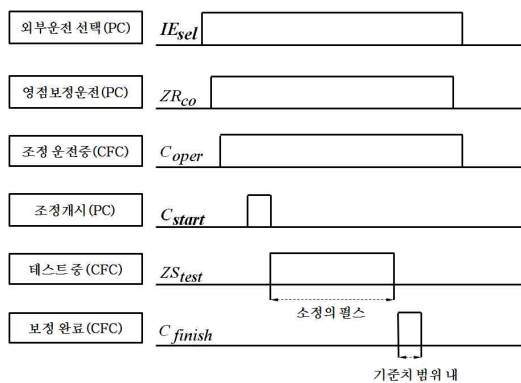 외부운전 선택(PC) IEsel
영점보정운전(PC) ZRco
조정 운전중(CFC) Coper
조정개시(PC) Cstart
테스트 중(CFC) ZStest
소정의 펄스
보정 완료(CFC) Cfinish
기준치 범위 내